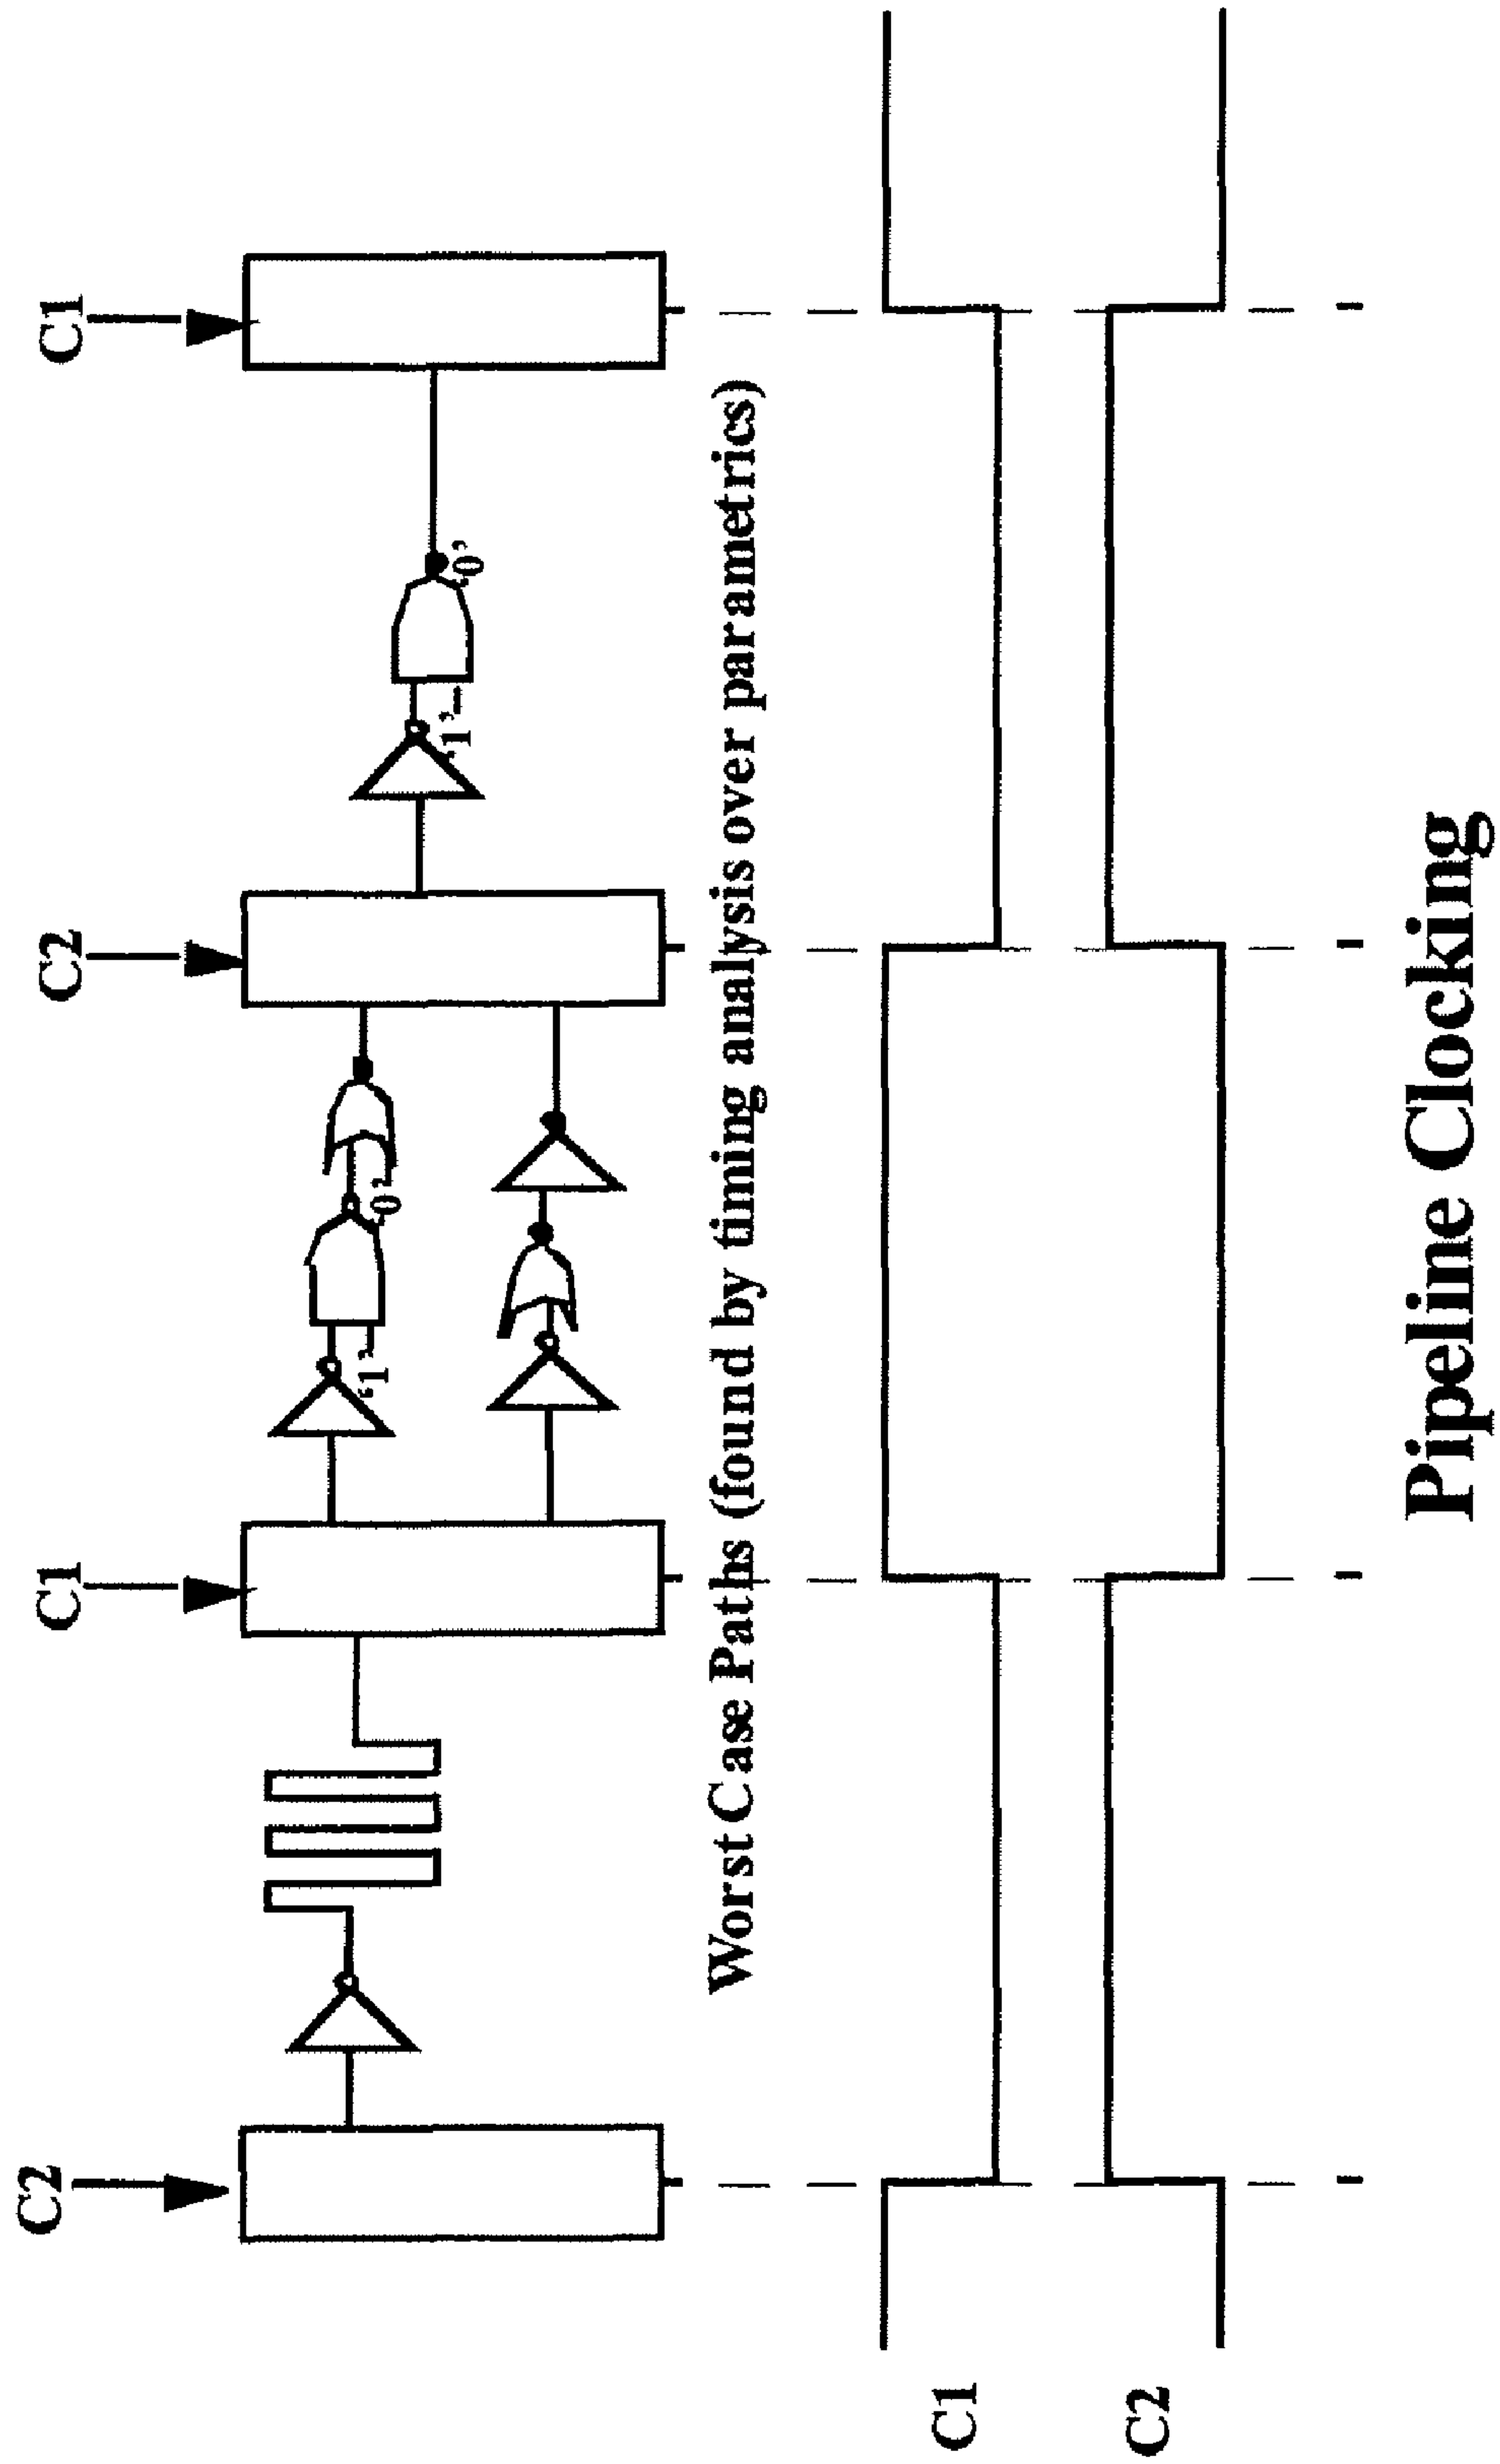 C2
C1
C2
C1
‘1’
‘0’
‘1’
‘0’
Worst Case Paths (found by timing analysis over parametrics)
C1
C2
Pipeline Clocking